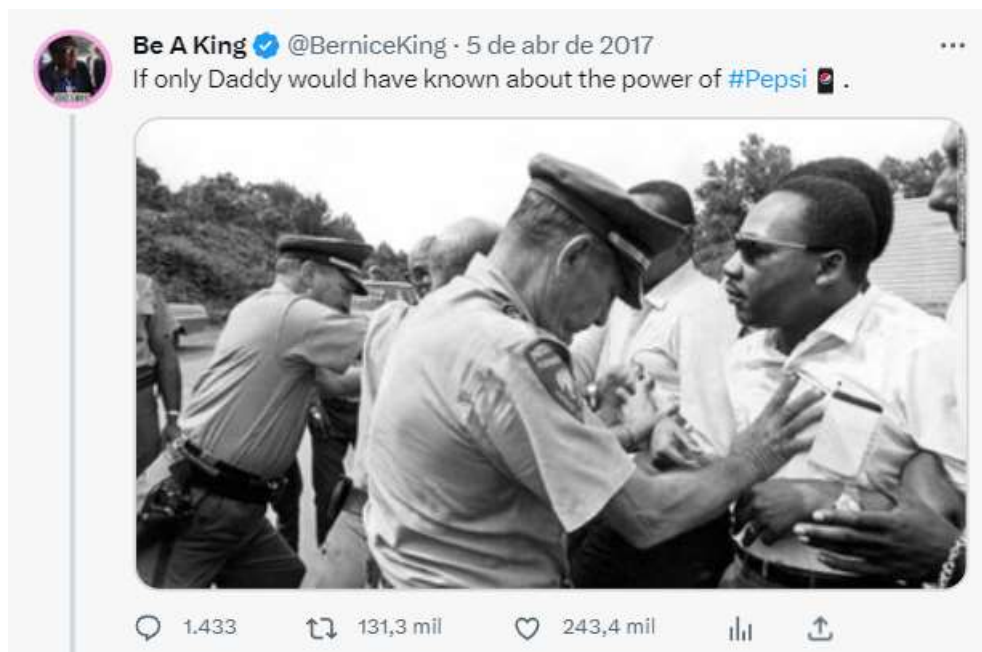 Be A King @BerniceKing · 5 de abr de 2017
If only Daddy would have known about the power of #Pepsi .
1.433 131,3 mil 243,4 mil